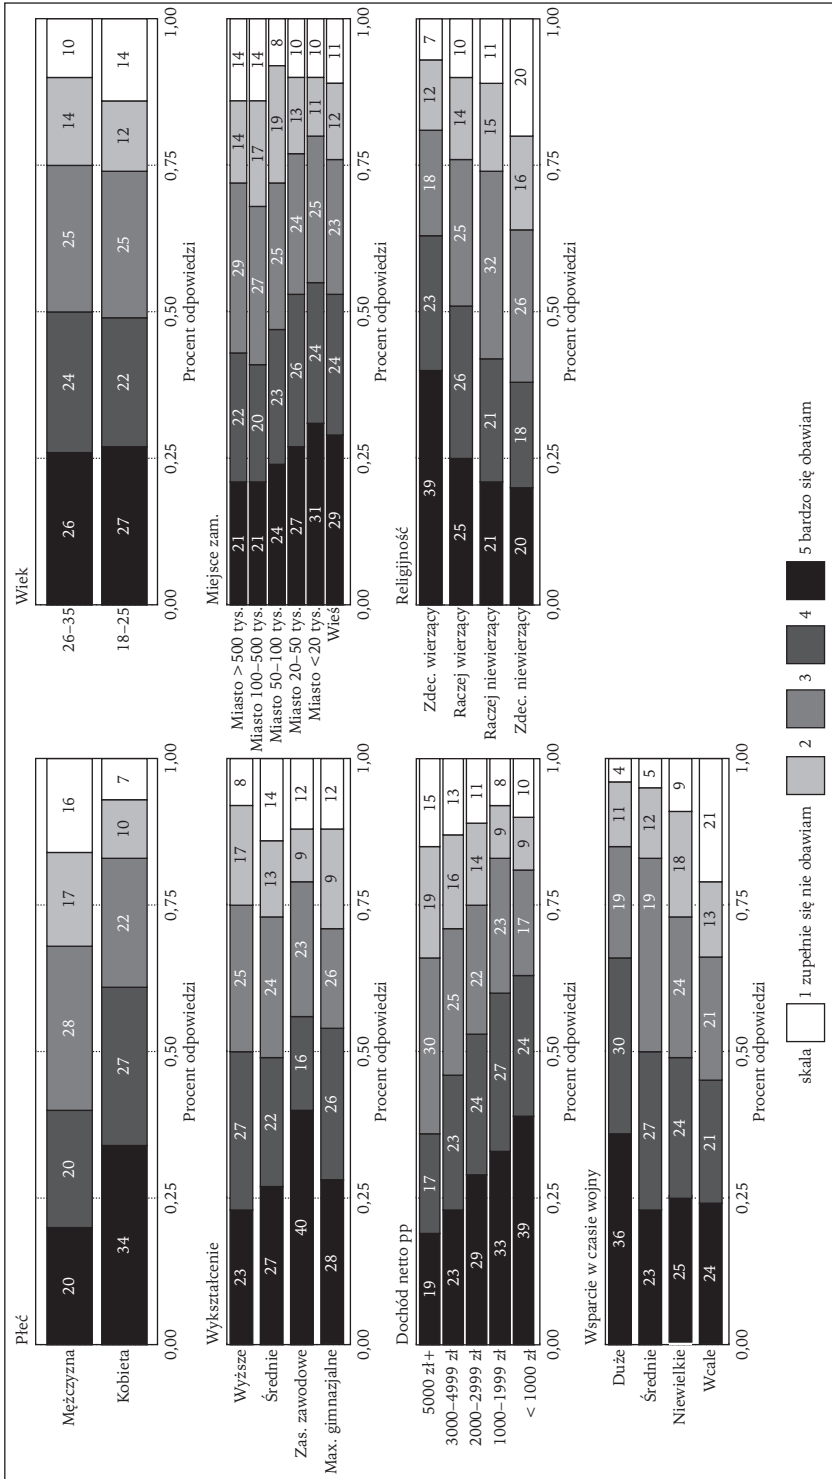 Płeć
Mężczyzna 20 20 28 17 16
Kobieta 34 27 22 10 7
0,00 0,25 0,50 0,75 1,00
Procent odpowiedzi
Wiek
26–35 26 24 25 14 10
18–25 27 22 25 12 14
0,00 0,25 0,50 0,75 1,00
Procent odpowiedzi
Wykształcenie
Wyższe 23 27 25 17 8
Średnie 27 22 24 13 14
Zas. zawodowe 40 16 23 9 12
Max. gimnazjalne 28 26 26 9 12
0,00 0,25 0,50 0,75 1,00
Procent odpowiedzi
Miejsce zam.
Miasto > 500 tys. 21 22 29 14 14
Miasto 100–500 tys. 21 20 27 17 14
Miasto 50–100 tys. 24 23 25 19 8
Miasto 20–50 tys. 27 26 24 13 10
Miasto <20 tys. 31 24 25 11 10
Wieś 29 24 23 12 11
0,00 0,25 0,50 0,75 1,00
Procent odpowiedzi
Dochód netto pp
5000 zł+ 19 17 30 19 15
3000–4999 zł 23 23 25 16 13
2000–2999 zł 29 24 22 14 11
1000–1999 zł 33 27 23 9 8
< 1000 zł 39 24 17 9 10
0,00 0,25 0,50 0,75 1,00
Procent odpowiedzi
Religijność
Zdec. wierzący 39 23 18 12 7
Raczej wierzący 25 26 25 14 10
Raczej niewierzący 21 21 32 15 11
Zdec. niewierzący 20 18 26 16 20
0,00 0,25 0,50 0,75 1,00
Procent odpowiedzi
Wsparcie w czasie wojny
Duże 36 30 19 11 4
Średnie 23 27 19 12 5
Niewielkie 25 24 24 18 9
Wcale 24 21 21 13 21
0,00 0,25 0,50 0,75 1,00
Procent odpowiedzi
skala 1 zupełnie się nie obawiam 2 3 4 5 bardzo się obawiam